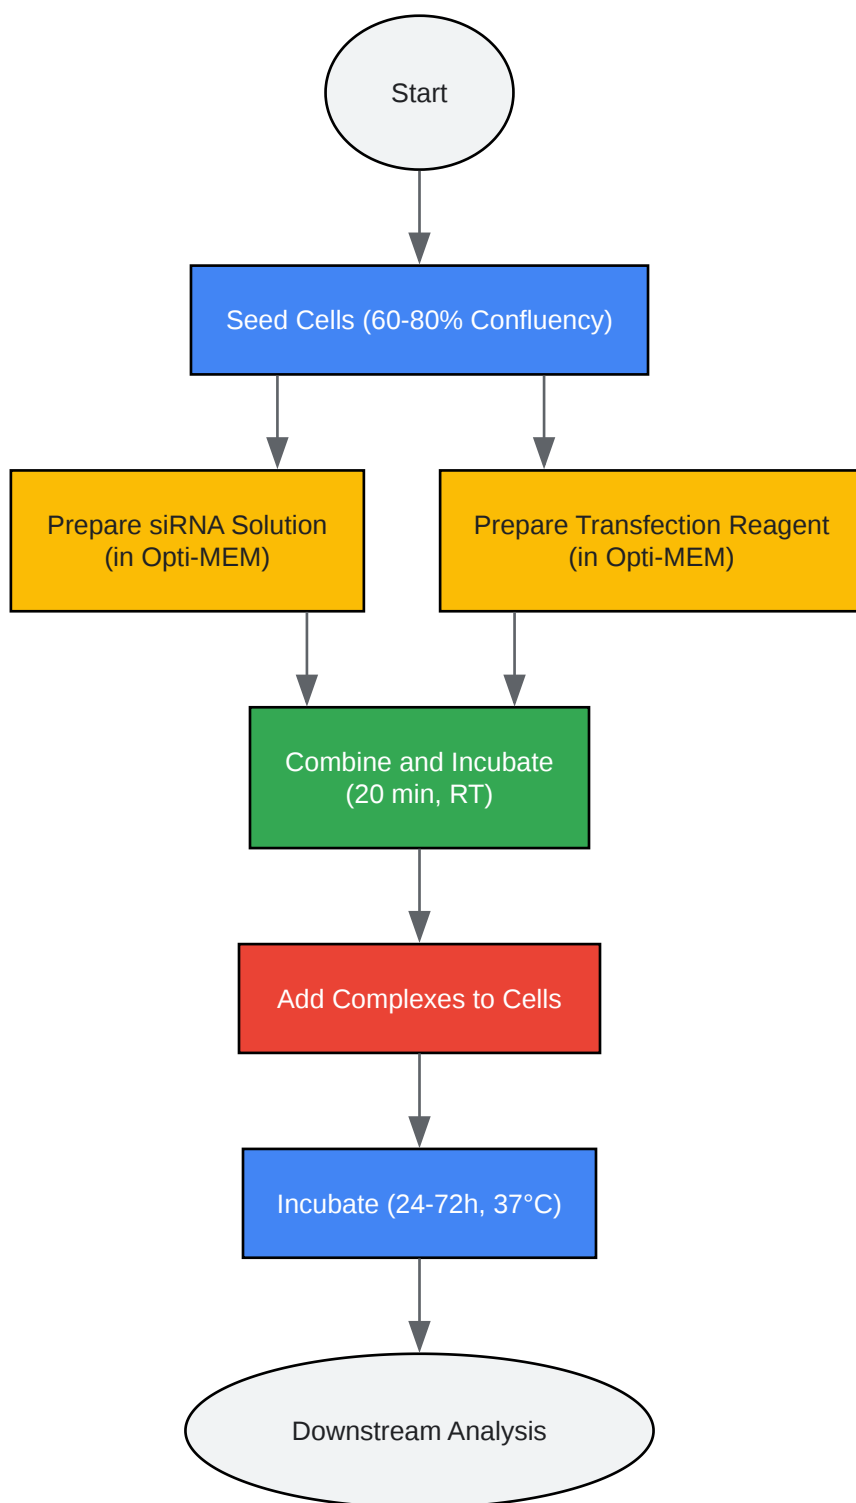 Start
Seed Cells (60-80% Confluency)
Prepare siRNA Solution
(in Opti-MEM)
Prepare Transfection Reagent
(in Opti-MEM)
Combine and Incubate
(20 min, RT)
Add Complexes to Cells
Incubate (24-72h, 37°C)
Downstream Analysis